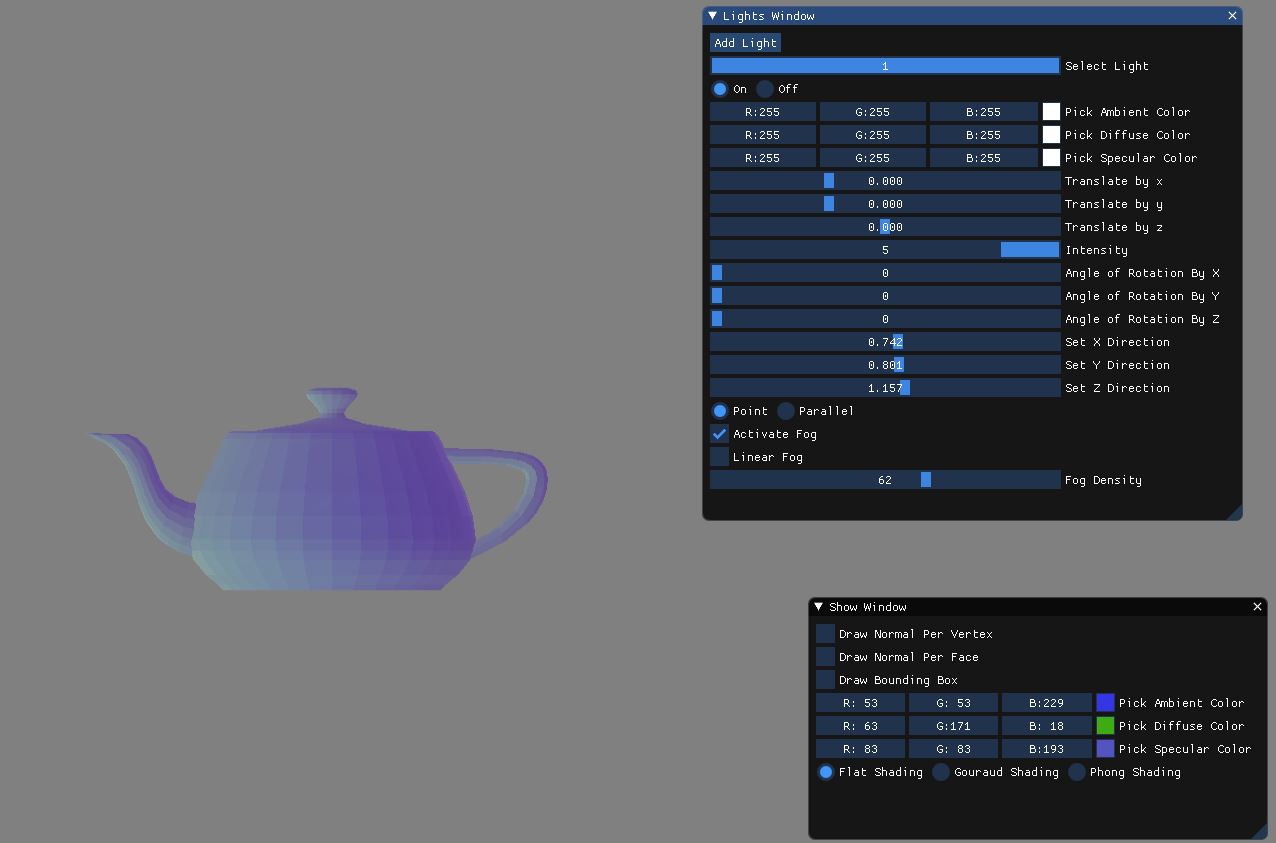 Lights Window
Add Light
1 Select Light
On Off
R:255 G:255 B:255 Pick Ambient Color
R:255 G:255 B:255 Pick Diffuse Color
R:255 G:255 B:255 Pick Specular Color
0.000 Translate by x
0.000 Translate by y
0.000 Translate by z
5 Intensity
0 Angle of Rotation By X
0 Angle of Rotation By Y
0 Angle of Rotation By Z
0.742 Set X Direction
0.801 Set Y Direction
1.157 Set Z Direction
Point Parallel
Activate Fog
Linear Fog
62 Fog Density
Show Window
Draw Normal Per Vertex
Draw Normal Per Face
Draw Bounding Box
R: 53 G: 53 B:229 Pick Ambient Color
R: 63 G:171 B: 18 Pick Diffuse Color
R: 83 G: 83 B:193 Pick Specular Color
Flat Shading Gouraud Shading Phong Shading